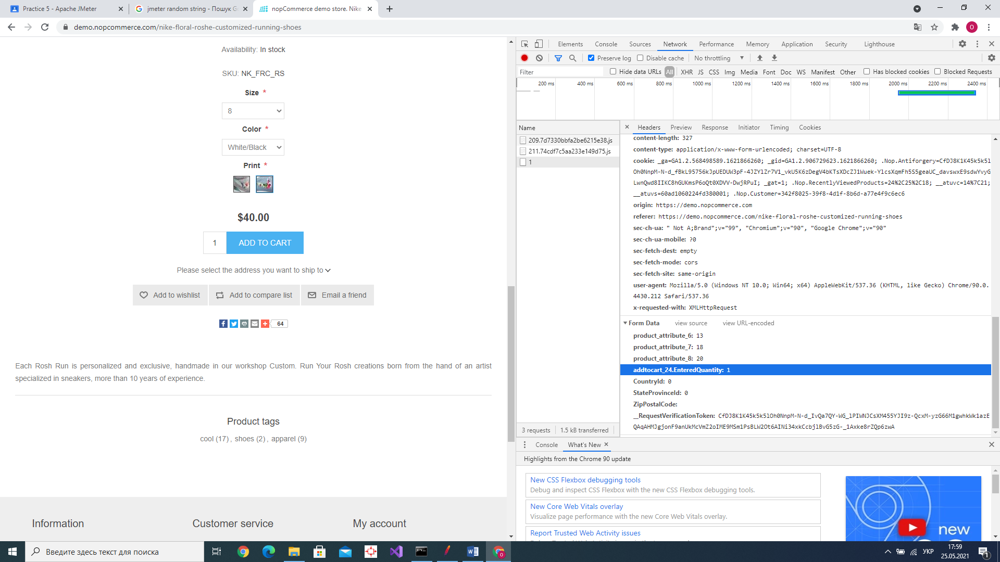 Practice 5 - Apache JMeter
jmeter random string - Пошук Go
nopCommerce demo store. Nike
demo.nopcommerce.com/nike-floral-roshe-customized-running-shoes
O
Availability: In stock
SKU: NK_FRC_RS
Size *
8
Color *
White/Black
Print *
$40.00
1
ADD TO CART
Please select the address you want to ship to
Add to wishlist
Add to compare list
Email a friend
64
Each Rosh Run is personalized and exclusive, handmade in our workshop Custom. Run Your Rosh creations born from the hand of an artist
specialized in sneakers, more than 10 years of experience.
Product tags
cool (17) , shoes (2) , apparel (9)
Information
Customer service
My account
Elements Console Sources Network Performance Memory Application Security Lighthouse
Preserve log Disable cache No throttling
Filter Hide data URLs All XHR JS CSS Img Media Font Doc WS Manifest Other Has blocked cookies Blocked Requests
200 ms 400 ms 600 ms 800 ms 1000 ms 1200 ms 1400 ms 1600 ms 1800 ms 2000 ms 2200 ms 2400 ms
Name
209.7d7330bbfa2be6215e38.js
211.74cdf7c5aa233e149d75.js
1
3 requests 1.5 kB transferred
Headers Preview Response Initiator Timing Cookies
content-length: 327
content-type: application/x-www-form-urlencoded; charset=UTF-8
cookie: _ga=GA1.2.568498589.1621866260; _gid=GA1.2.906729623.1621866260; .Nop.Antiforgery=CfDJ8K1K45k5k5l
Oh0NnpM-N-d_fBkL95756kJpUEDUW3pF-4JZYlZr7V1_vkU5K6zDegV4bKTsXDcZJ1Wuek-YlcsXqmFh5S5geaUC_davswxE9sdwYvyG
LwnQwd8IIKC8hGUKmsP6oQt0XDVV-DwjRPuI; _gat=1; .Nop.RecentlyViewedProducts=24%2C25%2C18; __atuvc=14%7C21;
__atuvs=60ad1060224fd380001; .Nop.Customer=342f8025-39f8-4d1f-8b6d-a77e4f9c6ec6
origin: https://demo.nopcommerce.com
referer: https://demo.nopcommerce.com/nike-floral-roshe-customized-running-shoes
sec-ch-ua: " Not A;Brand";v="99", "Chromium";v="90", "Google Chrome";v="90"
sec-ch-ua-mobile: ?0
sec-fetch-dest: empty
sec-fetch-mode: cors
sec-fetch-site: same-origin
user-agent: Mozilla/5.0 (Windows NT 10.0; Win64; x64) AppleWebKit/537.36 (KHTML, like Gecko) Chrome/90.0.
4430.212 Safari/537.36
x-requested-with: XMLHttpRequest
Form Data view source view URL-encoded
product_attribute_6: 13
product_attribute_7: 18
product_attribute_8: 20
addtocart_24.EnteredQuantity: 1
CountryId: 0
StateProvinceId: 0
ZipPostalCode:
__RequestVerificationToken: CfDJ8K1K45k5k5lOh0NnpM-N-d_IvQa7QY-WG_lPIWNJCsXM455YJI9z-QcxM-yzG66M1gwhkWk1azE
QAqAHMJgjonF9anUkMcVmZ2oIME9MSm1PsBLW2Ot6AINi34xkCcbjlBvG5zG-_1Axke8rZQp6zwA
Console What's New
Highlights from the Chrome 90 update
New CSS Flexbox debugging tools
Debug and inspect CSS Flexbox with the new CSS Flexbox debugging tools.
New Core Web Vitals overlay
Visualize page performance with the new Core Web Vitals overlay.
Report Trusted Web Activity issues
new
Введите здесь текст для поиска
УКР
17:59
25.05.2021
1